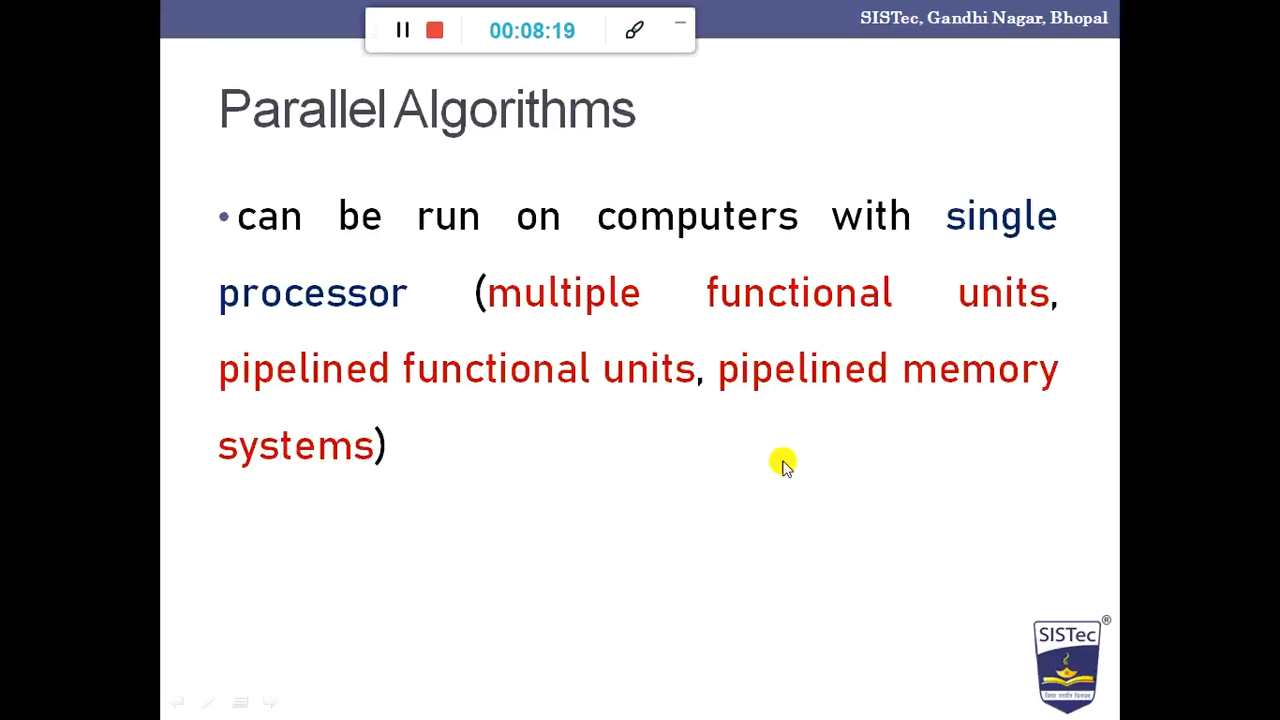 SISTec, Gandhi Nagar, Bhopal
00:08:19
Parallel Algorithms
•can be run on computers with single
processor (multiple functional units,
pipelined functional units, pipelined memory
systems)
®
SISTec